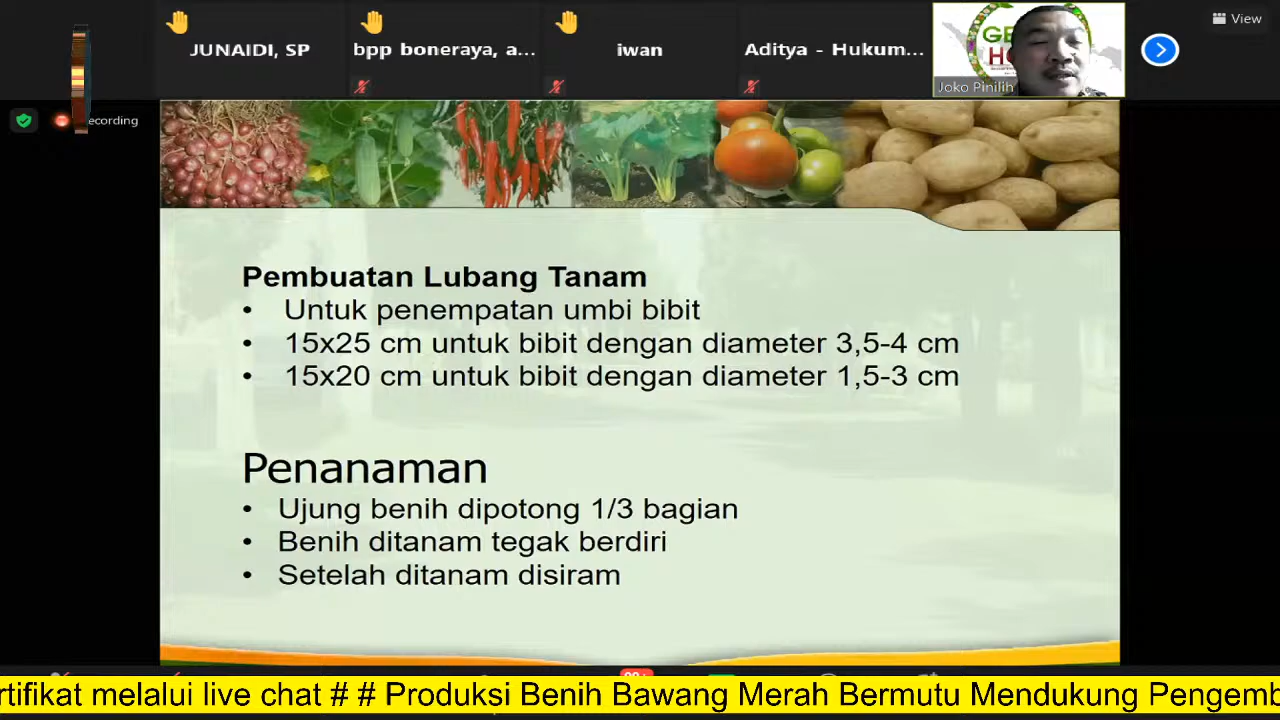 View
JUNAIDI, SP
bpp boneraya, a...
iwan
Aditya - Hukum...
Joko Pinilih
ecording
Pembuatan Lubang Tanam
• Untuk penempatan umbi bibit
• 15x25 cm untuk bibit dengan diameter 3,5-4 cm
• 15x20 cm untuk bibit dengan diameter 1,5-3 cm
Penanaman
• Ujung benih dipotong 1/3 bagian
• Benih ditanam tegak berdiri
• Setelah ditanam disiram
rtifikat melalui live chat # # Produksi Benih Bawang Merah Bermutu Mendukung Pengemb